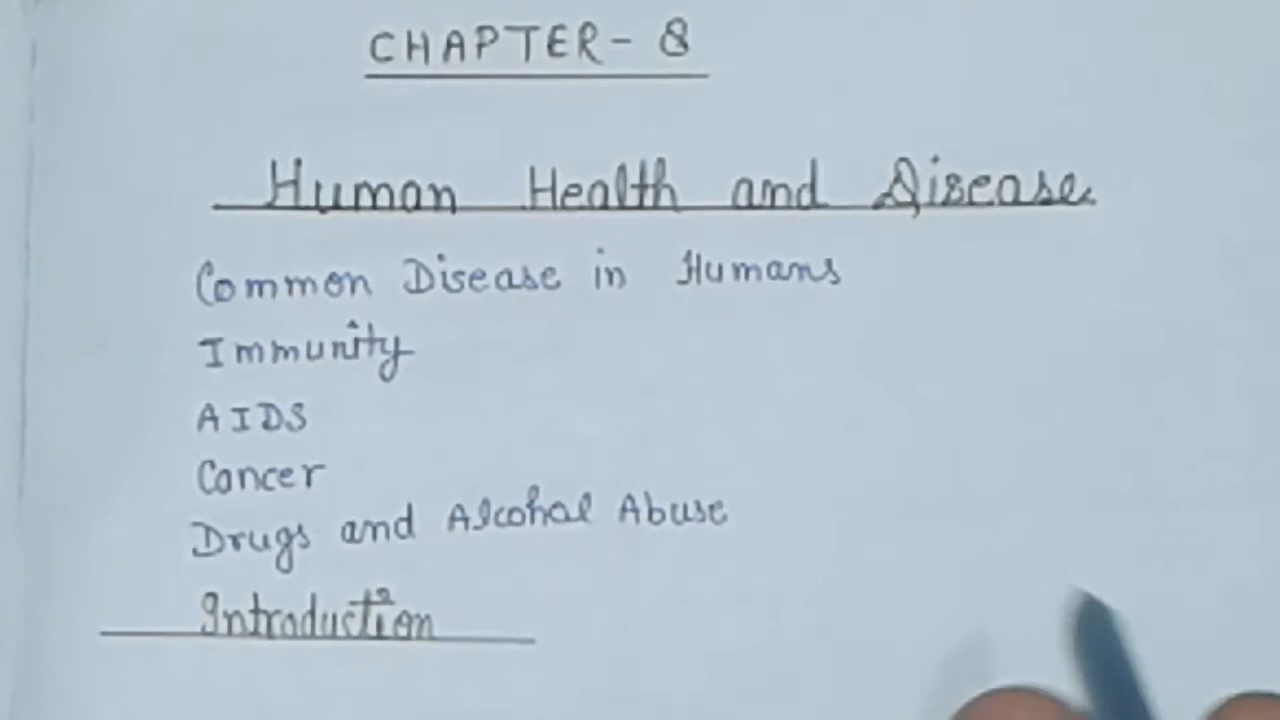 CHAPTER - 8
Human Health and Disease
Common Disease in Humans
Immunity
AIDS
Cancer
Drugs and Alcohal Abuse
Introduction